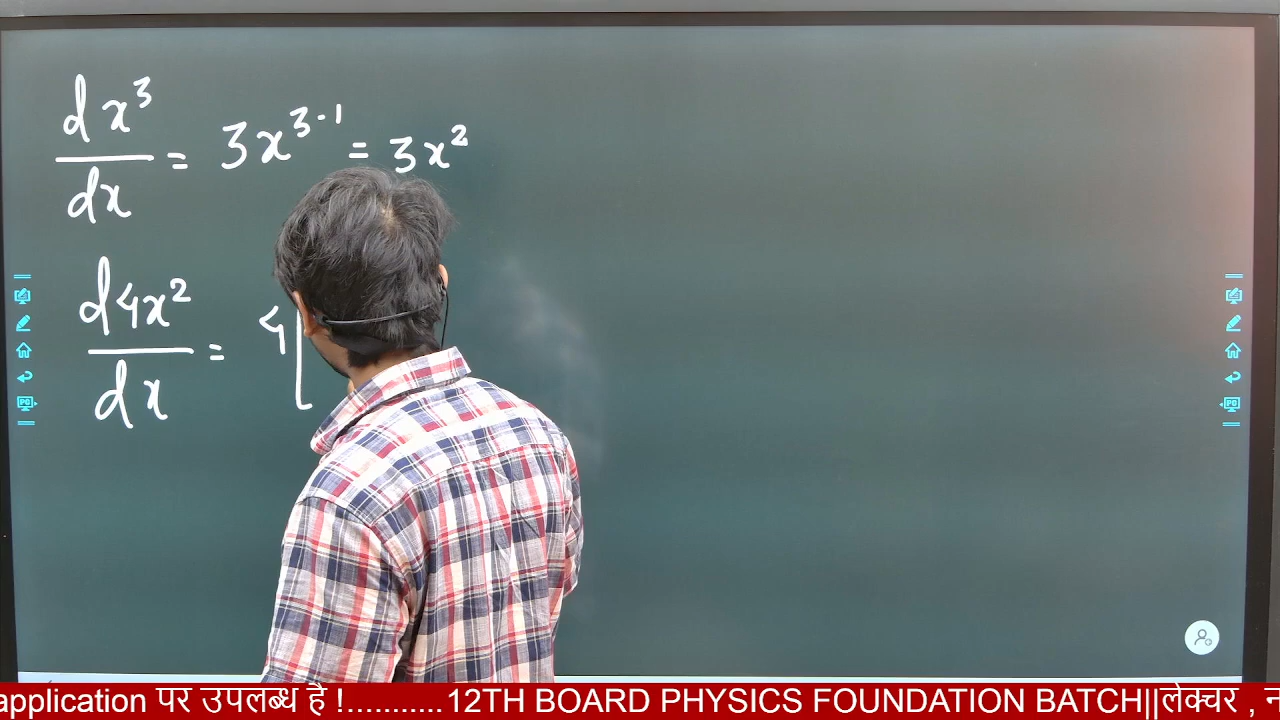 dx³/dx = 3x³⁻¹ = 3x²
d4x²/dx = 4[
application पर उपलब्ध है !...........12TH BOARD PHYSICS FOUNDATION BATCH||लेक्चर , न